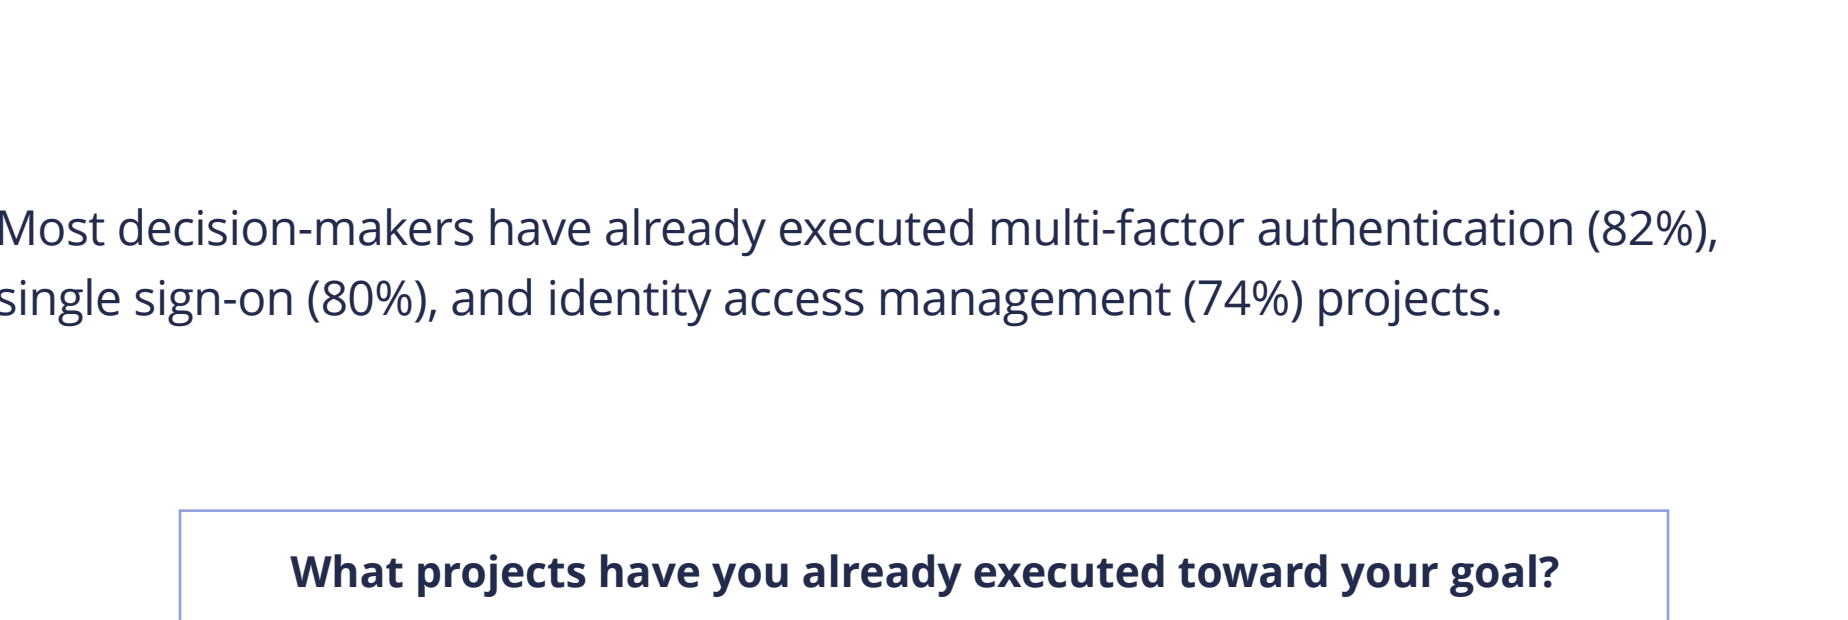 Most decision-makers have already executed multi-factor authentication (82%),
single sign-on (80%), and identity access management (74%) projects.
What projects have you already executed toward your goal?